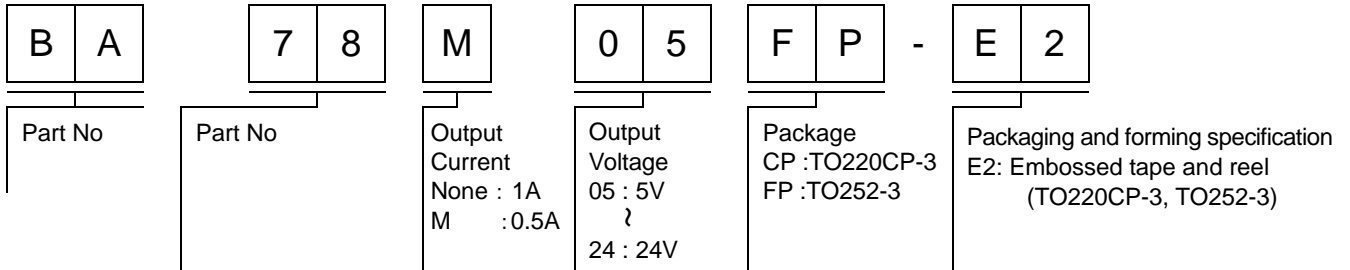 B A 7 8 M 0 5 F P - E 2
Part No
Part No
Output
Current
None : 1A
M : 0.5A
Output
Voltage
05 : 5V
~
24 : 24V
Package
CP :TO220CP-3
FP :TO252-3
Packaging and forming specification
E2: Embossed tape and reel
(TO220CP-3, TO252-3)